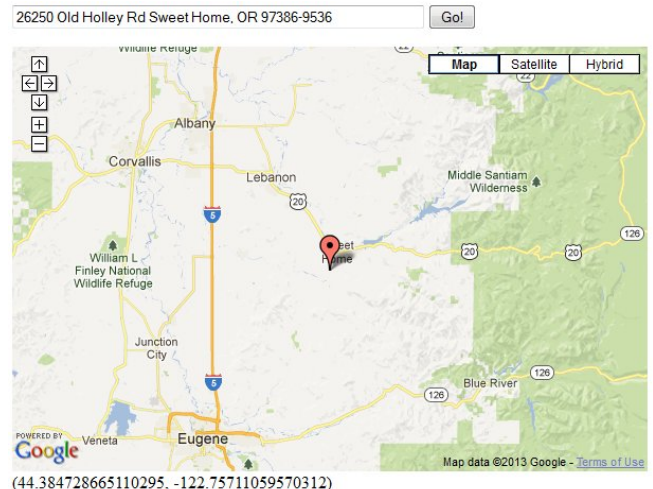 26250 Old Holley Rd Sweet Home, OR 97386-9536 Go!
Wildlife Refuge
22
Map Satellite Hybrid
Albany
Corvallis
Lebanon
Middle Santiam
Wilderness
20
5
126
William L
Finley National
Wildlife Refuge
Home
20
20
Junction
City
5
126
126
Blue River
POWERED BY
Google
Veneta
Eugene
Map data ©2013 Google - Terms of Use
(44.384728665110295, -122.75711059570312)